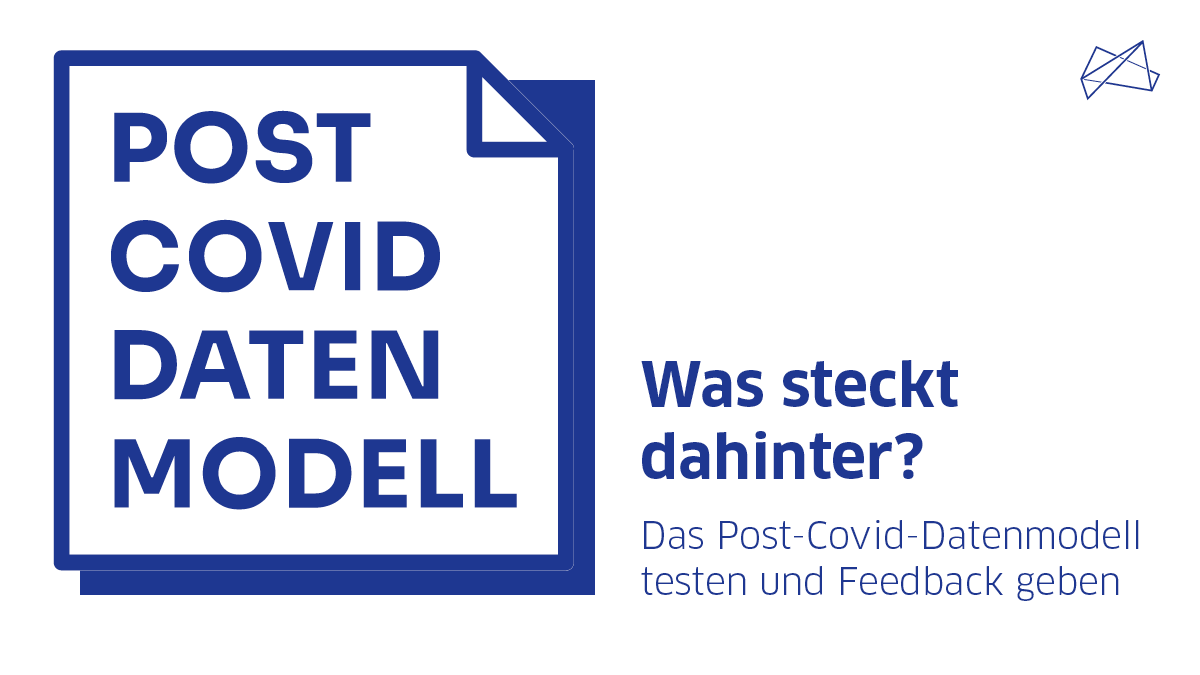 POST
COVID
DATEN
MODELL
Was steckt
dahinter?
Das Post-Covid-Datenmodell
testen und Feedback geben